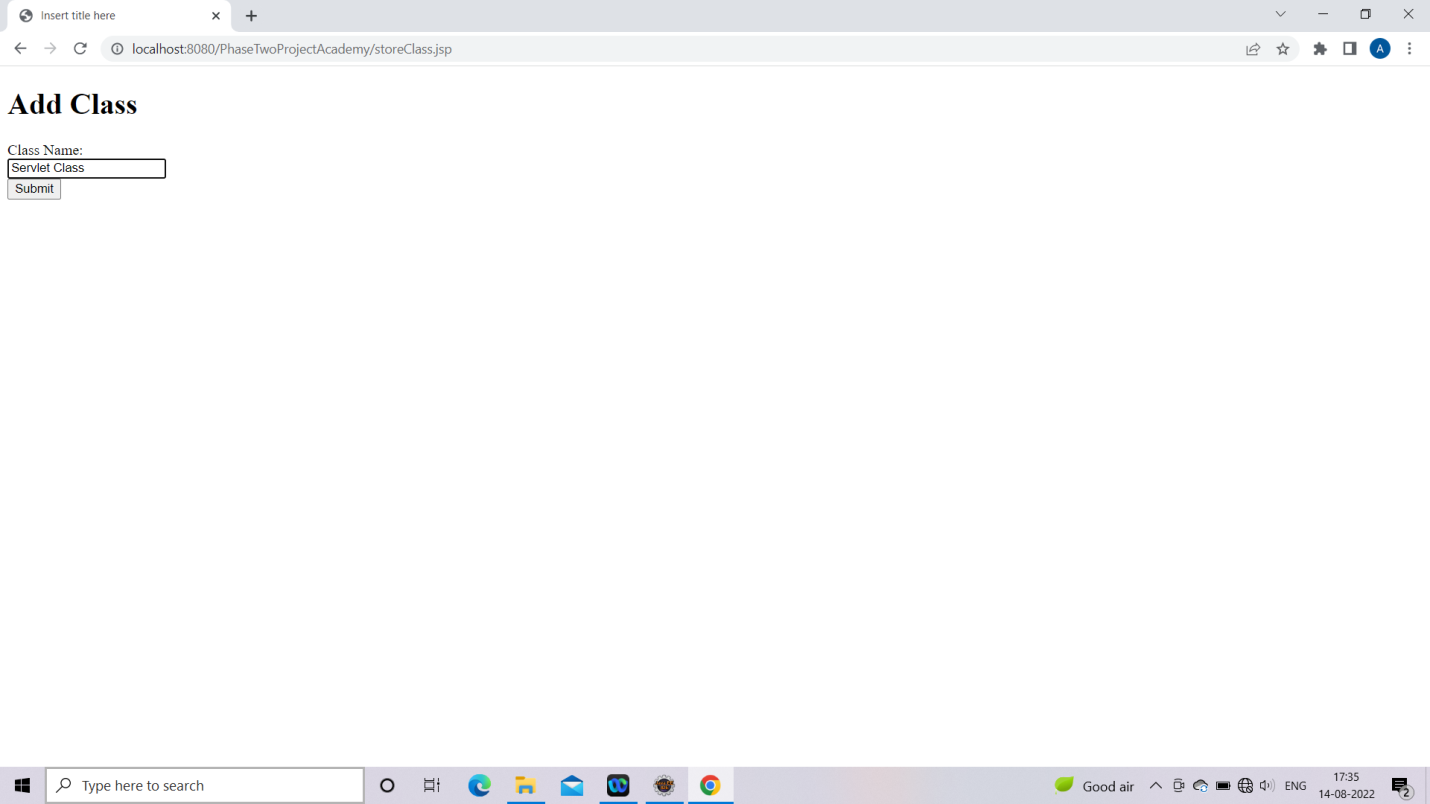 Insert title here
localhost:8080/PhaseTwoProjectAcademy/storeClass.jsp
A
Add Class
Class Name:
Servlet Class
Submit
Type here to search
Good air
ENG
17:35
14-08-2022
2